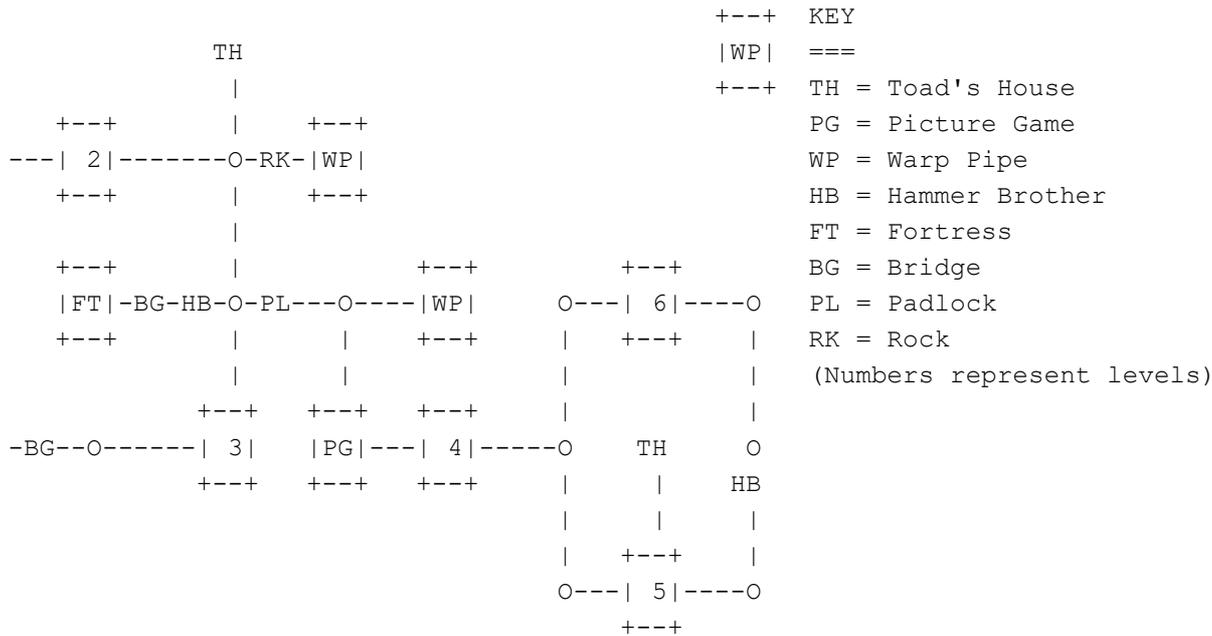 +--+  KEY
                 TH                                       |WP|  ===
                  |                                       +--+  TH = Toad's House
    +--+          |      +--+                                   PG = Picture Game
---| 2|-------O-RK-|WP|                                   WP = Warp Pipe
    +--+          |      +--+                                   HB = Hammer Brother
                  |                                             FT = Fortress
    +--+          |              +--+            +--+           BG = Bridge
    |FT|-BG-HB-O-PL---O----|WP|       O---| 6|----O    PL = Padlock
    +--+          |        |     +--+       |    +--+     |     RK = Rock
                  |        |                |             |     (Numbers represent levels)
               +--+     +--+     +--+       |             |
-BG--O------| 3|    |PG|---| 4|-----O     TH      O
               +--+     +--+     +--+       |      |     HB
                                            |      |      |
                                            |    +--+     |
                                            O---| 5|----O
                                                 +--+